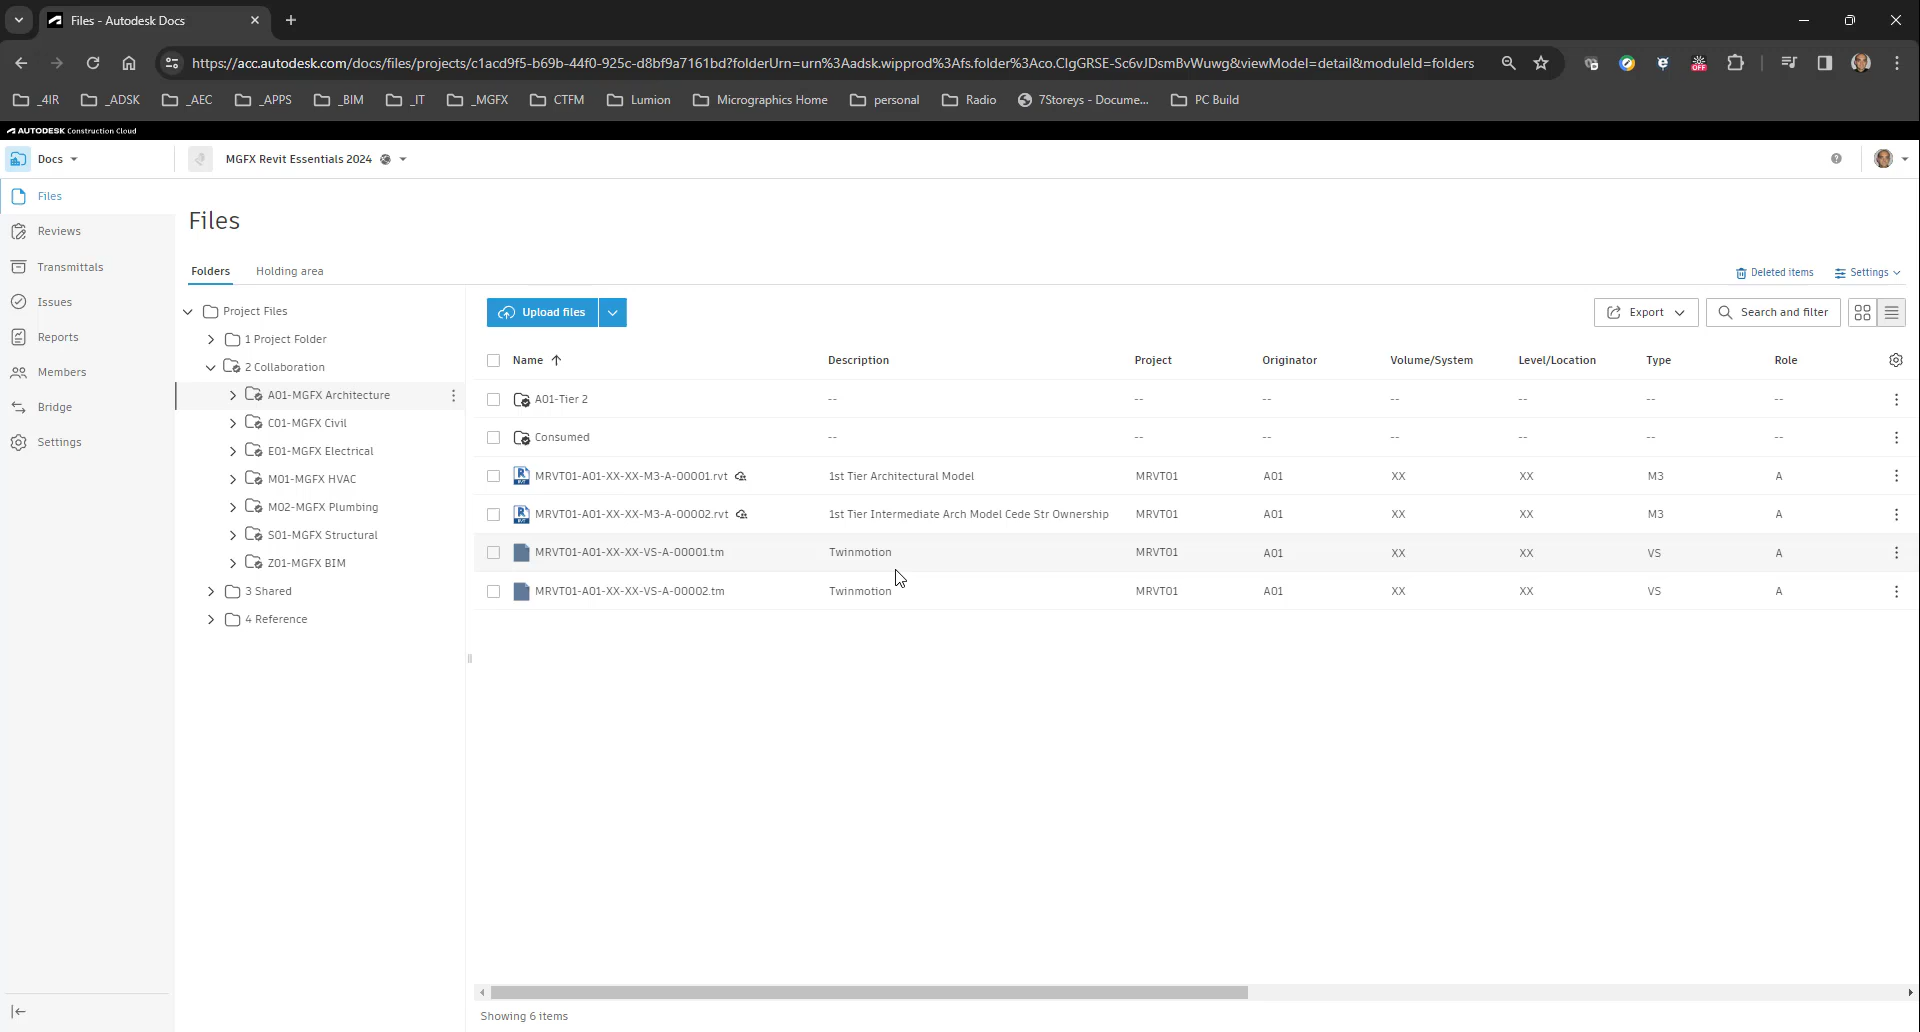 Files - Autodesk Docs
https://acc.autodesk.com/docs/files/projects/c1acd9f5-b69b-44f0-925c-d8bf9a7161bd?folderUrn=urn%3Aadsk.wipprod%3Afs.folder%3Aco.CIgGRSE-Sc6vJDsmBvWuwg&viewModel=detail&moduleId=folders
_4IR _ADSK _AEC _APPS _BIM _IT _MGFX CTFM Lumion Micrographics Home personal Radio 7Storeys - Docume... PC Build
AUTODESK Construction Cloud
Docs MGFX Revit Essentials 2024
Files
Reviews
Transmittals
Issues
Reports
Members
Bridge
Settings
Files
Folders Holding area Deleted items Settings
Project Files
1 Project Folder
2 Collaboration
A01-MGFX Architecture
C01-MGFX Civil
E01-MGFX Electrical
M01-MGFX HVAC
M02-MGFX Plumbing
S01-MGFX Structural
Z01-MGFX BIM
3 Shared
4 Reference
Upload files Export Search and filter
Name Description Project Originator Volume/System Level/Location Type Role
A01-Tier 2 -- -- -- -- -- -- --
Consumed -- -- -- -- -- -- --
MRVT01-A01-XX-XX-M3-A-00001.rvt 1st Tier Architectural Model MRVT01 A01 XX XX M3 A
MRVT01-A01-XX-XX-M3-A-00002.rvt 1st Tier Intermediate Arch Model Cede Str Ownership MRVT01 A01 XX XX M3 A
MRVT01-A01-XX-XX-VS-A-00001.tm Twinmotion MRVT01 A01 XX XX VS A
MRVT01-A01-XX-XX-VS-A-00002.tm Twinmotion MRVT01 A01 XX XX VS A
Showing 6 items